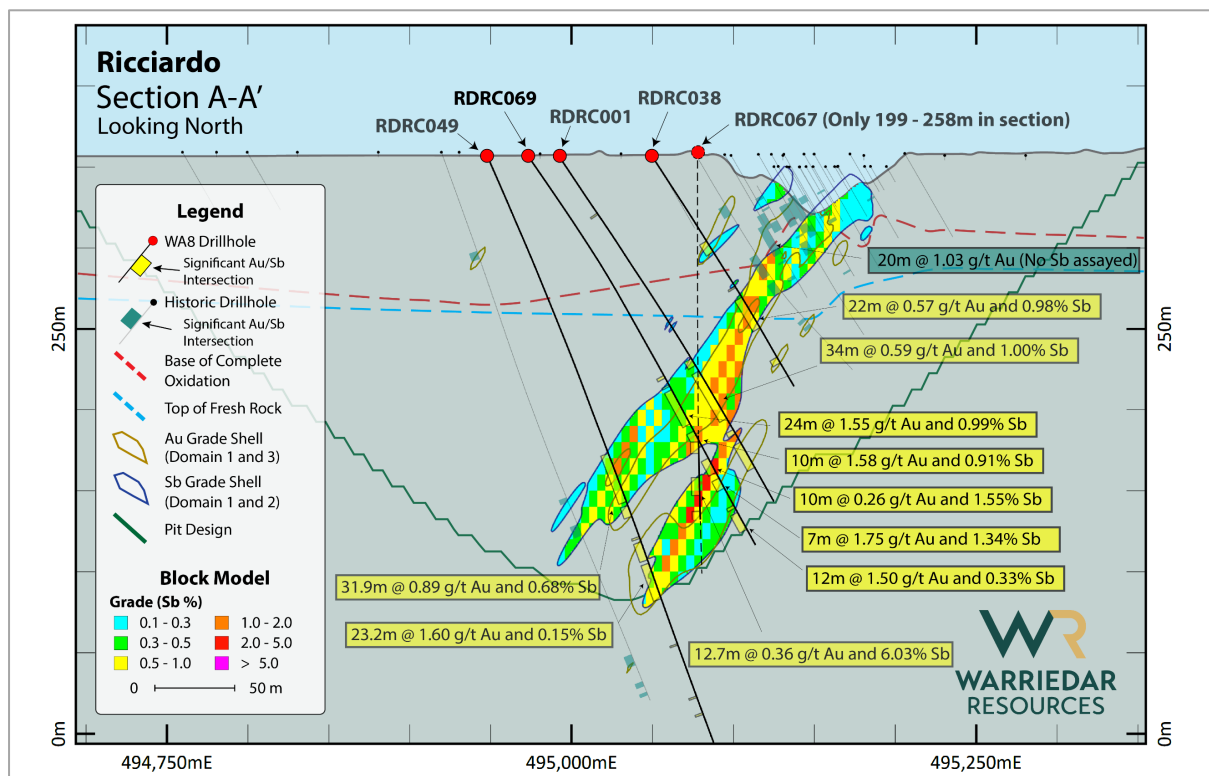 Ricciardo
Section A-A’
Looking North
RDRC049
RDRC069
RDRC001
RDRC038
RDRC067 (Only 199 - 258m in section)
Legend
WA8 Drillhole
Significant Au/Sb
Intersection
Historic Drillhole
Significant Au/Sb
Intersection
Base of Complete
Oxidation
Top of Fresh Rock
Au Grade Shell
(Domain 1 and 3)
Sb Grade Shell
(Domain 1 and 2)
Pit Design
Block Model
Grade (Sb %)
0.1 - 0.3
1.0 - 2.0
0.3 - 0.5
2.0 - 5.0
0.5 - 1.0
> 5.0
0
50 m
20m @ 1.03 g/t Au (No Sb assayed)
22m @ 0.57 g/t Au and 0.98% Sb
34m @ 0.59 g/t Au and 1.00% Sb
24m @ 1.55 g/t Au and 0.99% Sb
10m @ 1.58 g/t Au and 0.91% Sb
10m @ 0.26 g/t Au and 1.55% Sb
7m @ 1.75 g/t Au and 1.34% Sb
12m @ 1.50 g/t Au and 0.33% Sb
31.9m @ 0.89 g/t Au and 0.68% Sb
23.2m @ 1.60 g/t Au and 0.15% Sb
12.7m @ 0.36 g/t Au and 6.03% Sb
WR
WARRIEDAR
RESOURCES
250m
250m
0m
0m
494,750mE
495,000mE
495,250mE